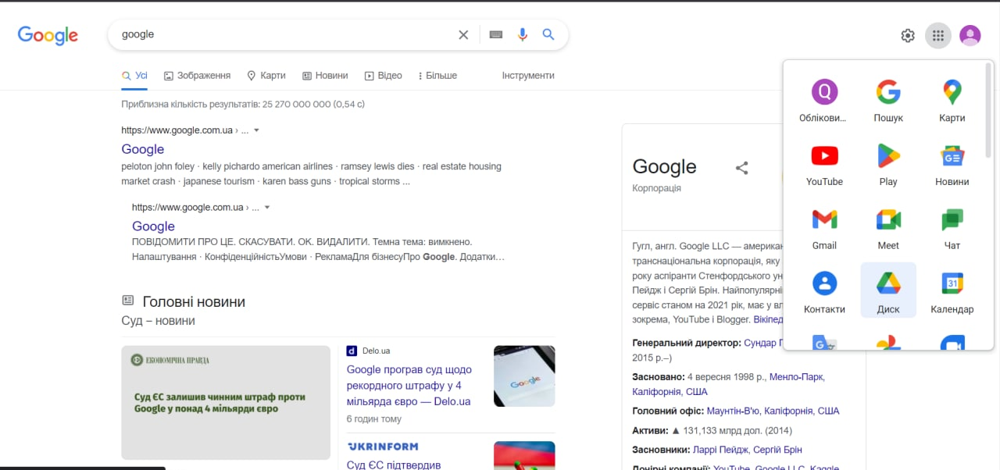 Google
google
Усі
Зображення
Карти
Новини
Відео
Більше
Інструменти
Приблизна кількість результатів: 25 270 000 000 (0,54 с)
https://www.google.com.ua › ...
Google
peloton john foley · kelly pichardo american airlines · ramsey lewis dies · real estate housing
market crash · japanese tourism · karen bass guns · tropical storms ...
https://www.google.com.ua › ...
Google
ПОВІДОМИТИ ПРО ЦЕ. СКАСУВАТИ. ОК. ВИДАЛИТИ. Темна тема: вимкнено.
Налаштування · КонфіденційністьУмови · РекламаДля бізнесуПро Google. Додатки…
Головні новини
Суд – новини
ЕКОНОМІЧНА ПРАВДА
Суд ЄС залишив чинним штраф проти
Google у понад 4 мільярди євро
d Delo.ua
Google програв суд щодо
рекордного штрафу у 4
мільярда євро — Delo.ua
6 годин тому
Google
UKRINFORM
Суд ЄС підтвердив
Google
Корпорація
Гугл, англ. Google LLC — американ
транснаціональна корпорація, яку
року аспіранти Стенфордського ун
Пейдж і Сергій Брін. Найпопулярні
сервіс станом на 2021 рік, має у вл
зокрема, YouTube і Blogger. Вікіпед
Генеральний директор: Сундар П
2015 р.–)
Засновано: 4 вересня 1998 р., Менло-Парк,
Каліфорнія, США
Головний офіс: Маунтін-В'ю, Каліфорнія, США
Активи: ▲ 131,133 млрд дол. (2014)
Засновники: Ларрі Пейдж, Сергій Брін
Дочірні компанії: YouTube, Google LLC, Kaggle
Q
Обліковий…
Пошук
Карти
YouTube
Play
GE
Новини
Gmail
Meet
Чат
Контакти
Диск
31
Календар
G